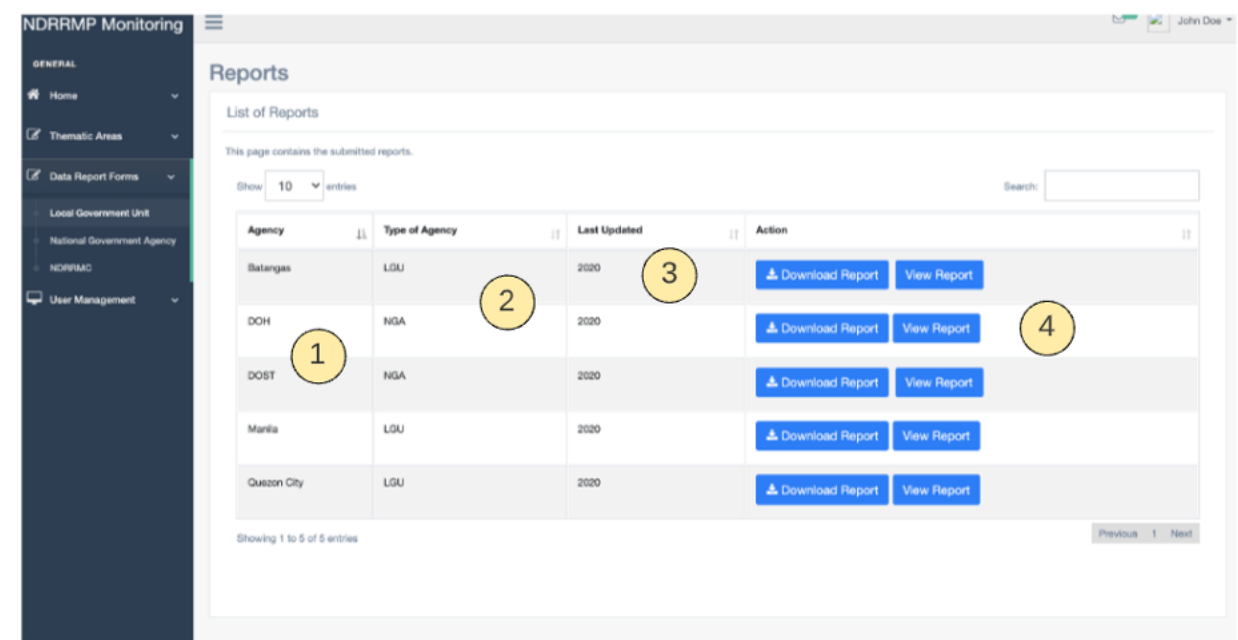 NDRRMP Monitoring
John Doe
GENERAL
Home
Thematic Areas
Data Report Forms
Local Government Unit
National Government Agency
NDRRMC
User Management
Reports
List of Reports
This page contains the submitted reports.
Show 10 entries
Search:
Agency Type of Agency Last Updated Action
Batangas LGU 2020 Download Report View Report
DOH NGA 2020 Download Report View Report
DOST NGA 2020 Download Report View Report
Manila LGU 2020 Download Report View Report
Quezon City LGU 2020 Download Report View Report
1
2
3
4
Showing 1 to 5 of 5 entries
Previous 1 Next